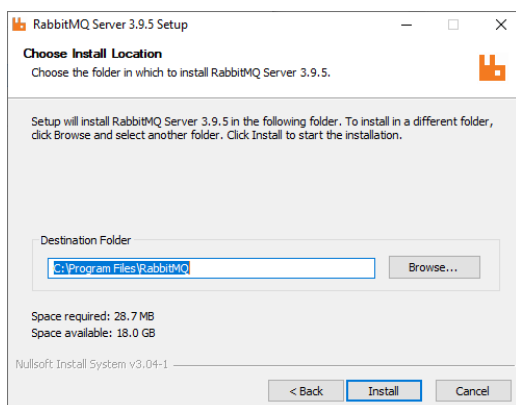 RabbitMQ Server 3.9.5 Setup
Choose Install Location
Choose the folder in which to install RabbitMQ Server 3.9.5.
Setup will install RabbitMQ Server 3.9.5 in the following folder. To install in a different folder,
click Browse and select another folder. Click Install to start the installation.
Destination Folder
C:\Program Files\RabbitMQ
Browse...
Space required: 28.7 MB
Space available: 18.0 GB
Nullsoft Install System v3.04-1
< Back Install Cancel